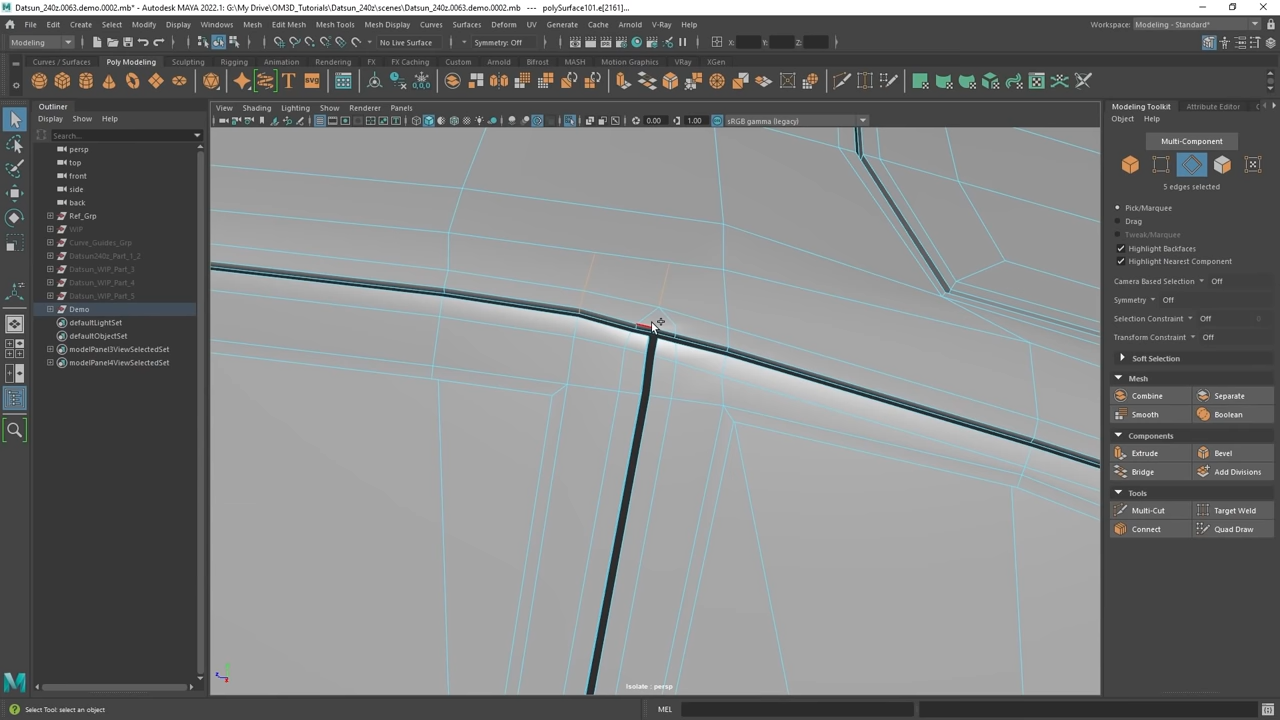 Datsun_240z.0063.demo.0002.mb* - Autodesk MAYA 2022.1: G:\My Drive\OM3D_Tutorials\Datsun_240z\scenes\Datsun_240z.0063.demo.0002.mb --- polySurface101.e[2161]...
File Edit Create Select Modify Display Windows Mesh Edit Mesh Mesh Tools Mesh Display Curves Surfaces Deform UV Generate Cache Arnold V-Ray Help
Workspace: Modeling - Standard*
Modeling No Live Surface Symmetry: Off X: Y: Z:
Curves / Surfaces Poly Modeling Sculpting Rigging Animation Rendering FX FX Caching Custom Arnold Bifrost MASH Motion Graphics VRay XGen
Outliner
Display Show Help
Search...
persp
top
front
side
back
Ref_Grp
WIP
Curve_Guides_Grp
Datsun240z_Part_1_2
Datsun_WIP_Part_3
Datsun_WIP_Part_4
Datsun_WIP_Part_5
Demo
defaultLightSet
defaultObjectSet
modelPanel3ViewSelectedSet
modelPanel4ViewSelectedSet
View Shading Lighting Show Renderer Panels
0.00 1.00 sRGB gamma (legacy)
Isolate : persp
Modeling Toolkit Attribute Editor
Object Help
Multi-Component
5 edges selected
Pick/Marquee
Drag
Tweak/Marquee
Highlight Backfaces
Highlight Nearest Component
Camera Based Selection Off
Symmetry Off
Selection Constraint Off
Transform Constraint Off
Soft Selection
Mesh
Combine Separate
Smooth Boolean
Components
Extrude Bevel
Bridge Add Divisions
Tools
Multi-Cut Target Weld
Connect Quad Draw
Select Tool: select an object
MEL